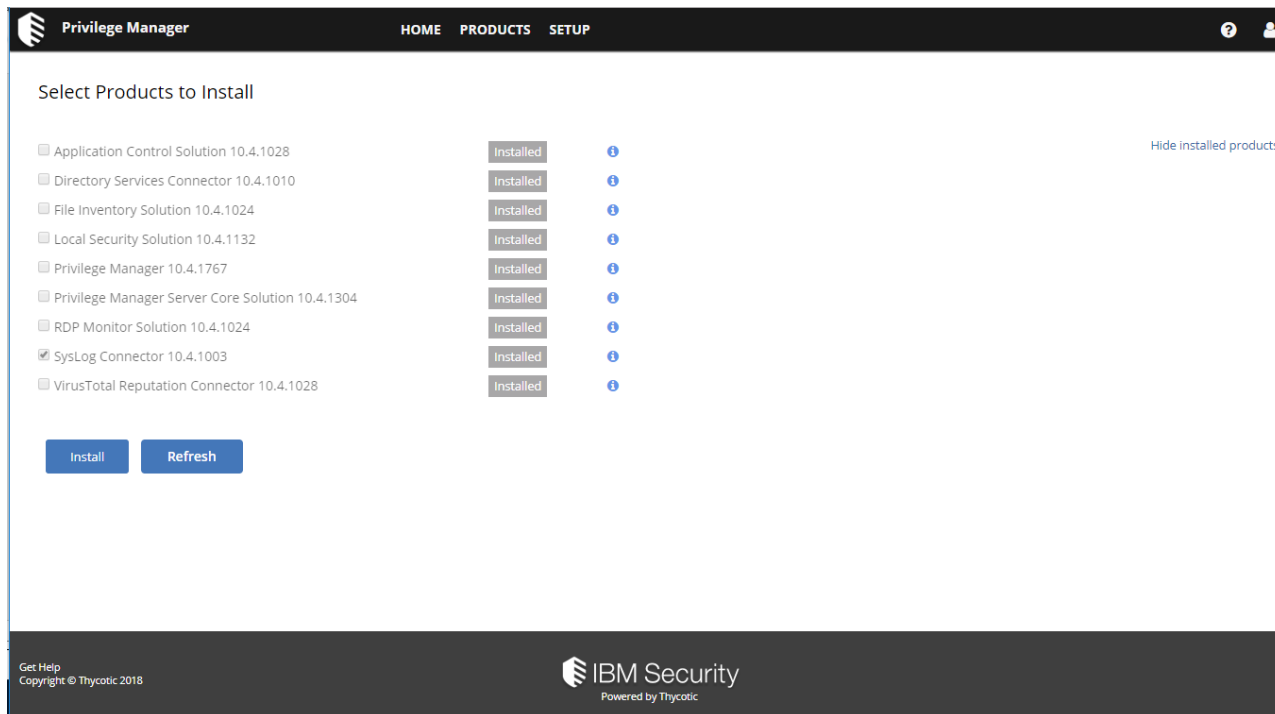 Privilege Manager HOME PRODUCTS SETUP
Select Products to Install
Hide installed products
Application Control Solution 10.4.1028 Installed
Directory Services Connector 10.4.1010 Installed
File Inventory Solution 10.4.1024 Installed
Local Security Solution 10.4.1132 Installed
Privilege Manager 10.4.1767 Installed
Privilege Manager Server Core Solution 10.4.1304 Installed
RDP Monitor Solution 10.4.1024 Installed
SysLog Connector 10.4.1003 Installed
VirusTotal Reputation Connector 10.4.1028 Installed
Install Refresh
Get Help
Copyright © Thycotic 2018
IBM Security
Powered by Thycotic